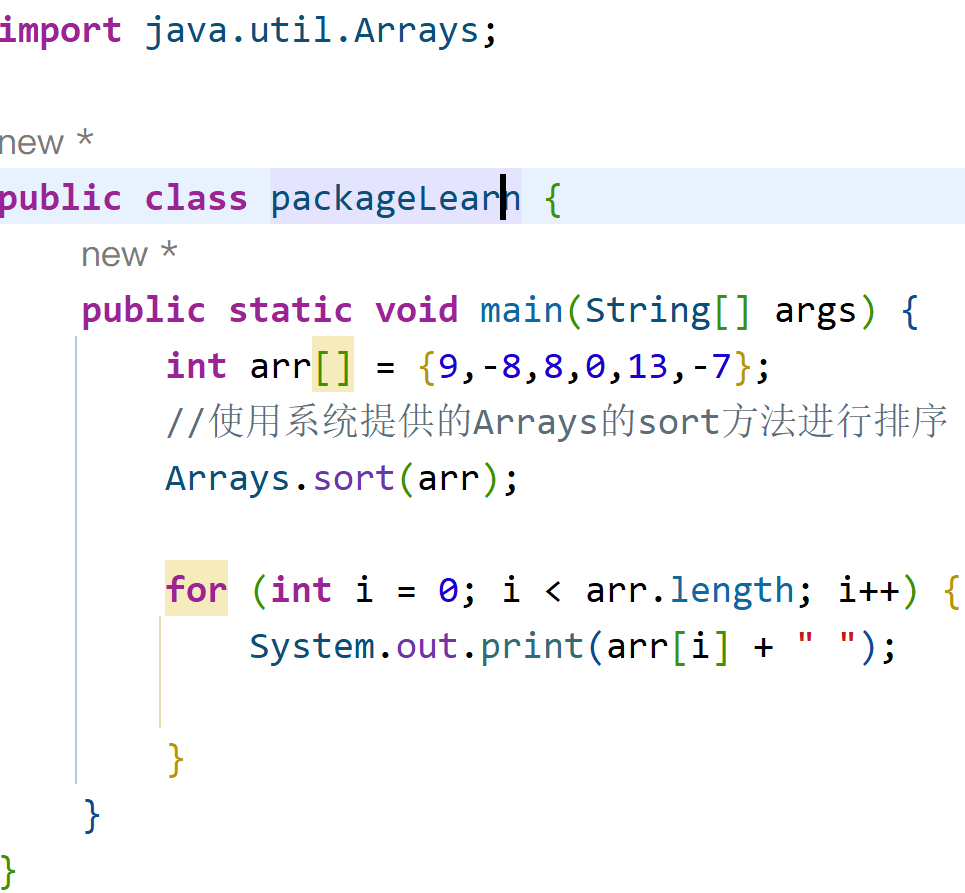 import java.util.Arrays;
new *
public class packageLearn {
new *
public static void main(String[] args) {
int arr[] = {9,-8,8,0,13,-7};
//使用系统提供的Arrays的sort方法进行排序
Arrays.sort(arr);
for (int i = 0; i < arr.length; i++) {
System.out.print(arr[i] + " ");
}
}
}